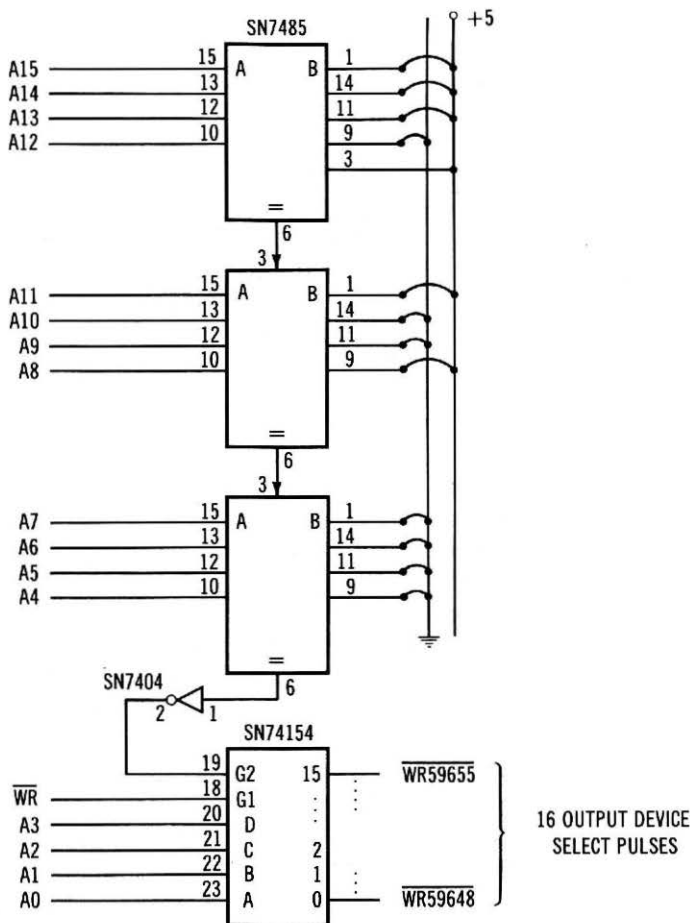 SN7485
+5
A15 15 A B 1
A14 13 14
A13 12 11
A12 10 9
3
=
6
3
A11 15 A B 1
A10 13 14
A9 12 11
A8 10 9
=
6
3
A7 15 A B 1
A6 13 14
A5 12 11
A4 10 9
=
6
SN7404
2 1
SN74154
19 G2 15 WR59655
WR 18 G1
A3 20 D
A2 21 C 2
A1 22 B 1
A0 23 A 0 WR59648
16 OUTPUT DEVICE
SELECT PULSES